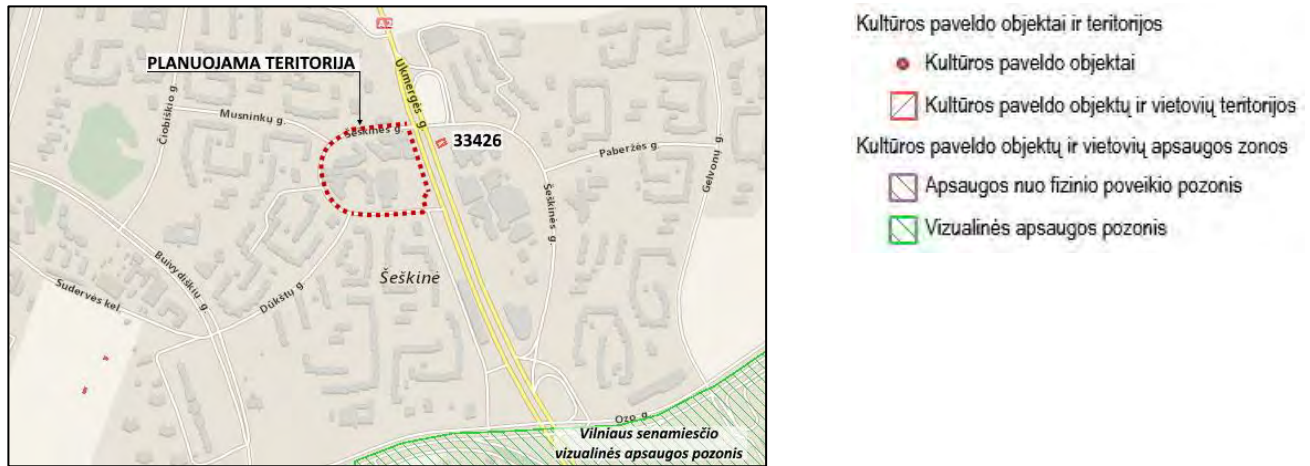 A2
PLANUOJAMA TERITORIJA
Ukmergės g.
Čiobiškio g.
Musninkų g.
Šeškinės g.
33426
Paberžės g.
Gelvonų g.
Šeškinės g.
Buivydiškių g.
Šeškinė
Dūkštų g.
Sudervės kel.
Ozo g.
Vilniaus senamiesčio
vizualinės apsaugos pozonis
Kultūros paveldo objektai ir teritorijos
Kultūros paveldo objektai
Kultūros paveldo objektų ir vietovių teritorijos
Kultūros paveldo objektų ir vietovių apsaugos zonos
Apsaugos nuo fizinio poveikio pozonis
Vizualinės apsaugos pozonis